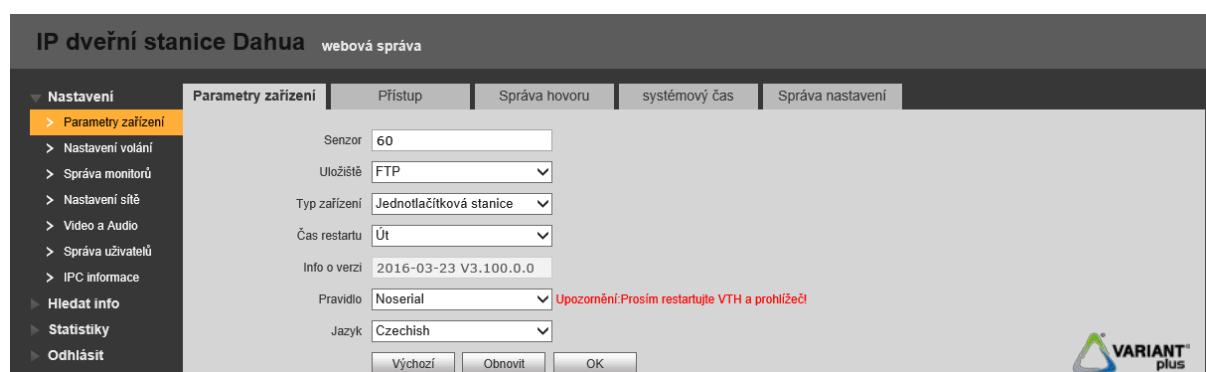 IP dveřní stanice Dahua webová správa
Nastavení
Parametry zařízení
Nastavení volání
Správa monitorů
Nastavení sítě
Video a Audio
Správa uživatelů
IPC informace
Hledat info
Statistiky
Odhlásit
Parametry zařízení Přístup Správa hovoru systémový čas Správa nastavení
Senzor 60
Uložiště FTP
Typ zařízení Jednotlačítková stanice
Čas restartu Út
Info o verzi 2016-03-23 V3.100.0.0
Pravidlo Noserial Upozornění:Prosím restartujte VTH a prohlížeč!
Jazyk Czechish
Výchozí Obnovit OK
VARIANT®
plus